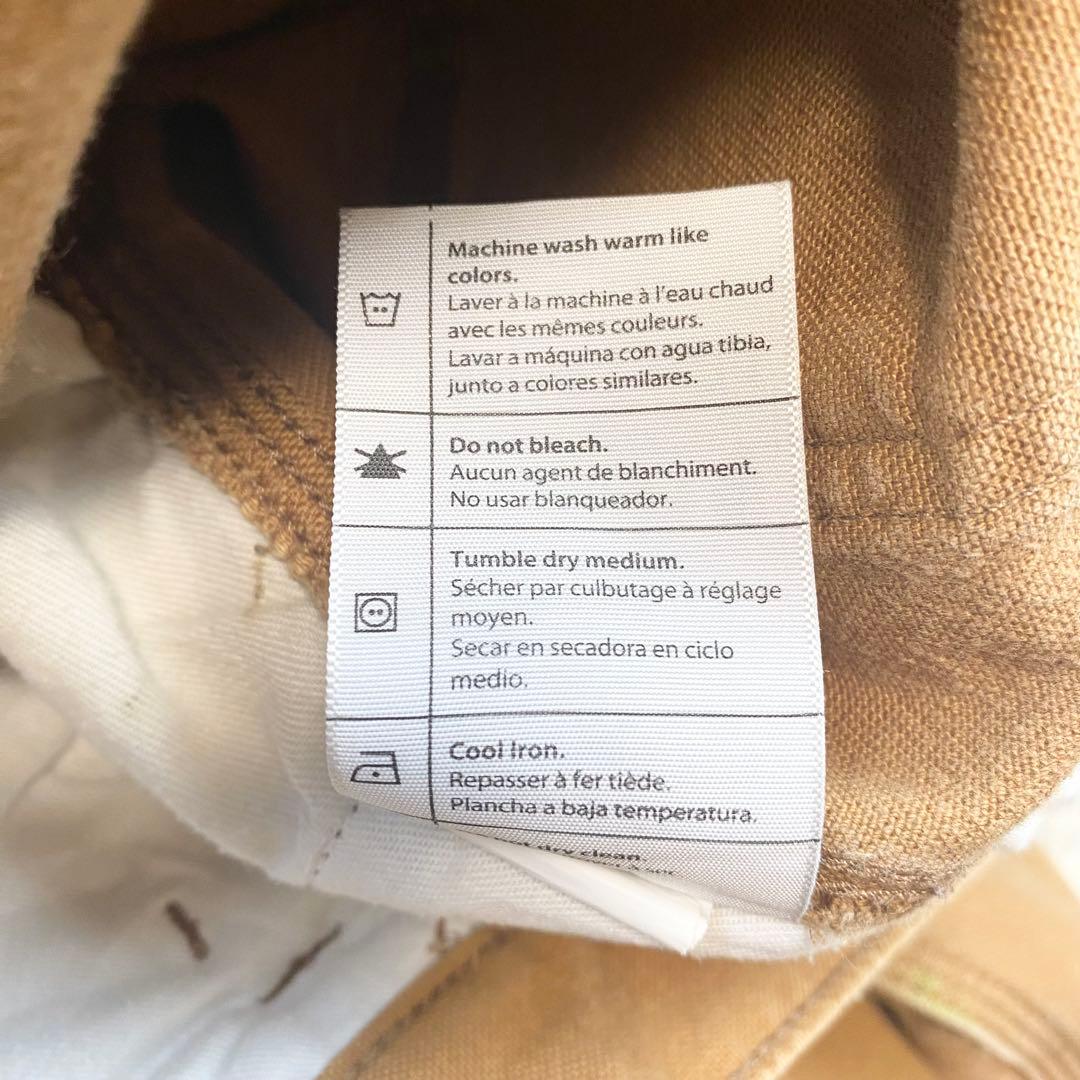 Machine wash warm like
colors.
Laver à la machine à l'eau chaud
avec les mêmes couleurs.
Lavar a máquina con agua tibia,
junto a colores similares.
Do not bleach.
Aucun agent de blanchiment.
No usar blanqueador.
Tumble dry medium.
Sécher par culbutage à réglage
moyen.
Secar en secadora en ciclo
medio.
Cool Iron.
Repasser à fer tiède.
Plancha a baja temperatura.
dry clean.